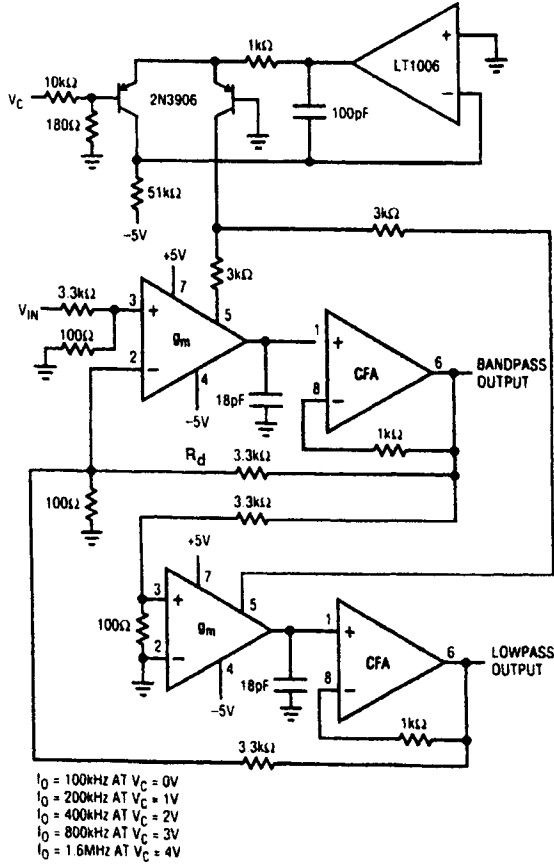 1kΩ
LT1006
+
−
10kΩ
V_C
2N3906
180Ω
100pF
51kΩ
−5V
3kΩ
+5V
3kΩ
7
3.3kΩ
V_IN
3
+
5
g_m
100Ω
2
−
4
−5V
18pF
1
+
CFA
6
BANDPASS
OUTPUT
8
−
1kΩ
R_d
3.3kΩ
100Ω
3.3kΩ
+5V
7
3
+
5
100Ω
g_m
2
−
4
−5V
18pF
1
+
CFA
6
LOWPASS
OUTPUT
8
−
1kΩ
3.3kΩ
f_O = 100kHz AT V_C = 0V
f_O = 200kHz AT V_C = 1V
f_O = 400kHz AT V_C = 2V
f_O = 800kHz AT V_C = 3V
f_O = 1.6MHz AT V_C = 4V